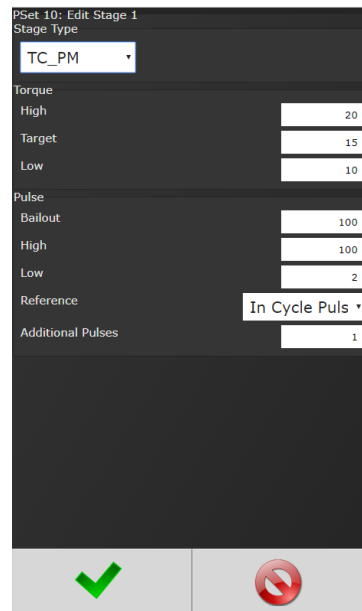 PSet 10: Edit Stage 1
Stage Type
TC_PM
Torque
High 20
Target 15
Low 10
Pulse
Bailout 100
High 100
Low 2
Reference In Cycle Puls
Additional Pulses 1